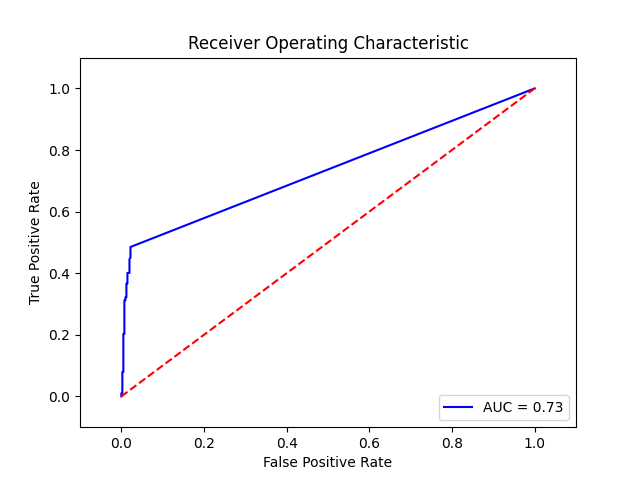 Receiver Operating Characteristic
True Positive Rate
1.0
0.8
0.6
0.4
0.2
0.0
AUC = 0.73
0.0 0.2 0.4 0.6 0.8 1.0
False Positive Rate